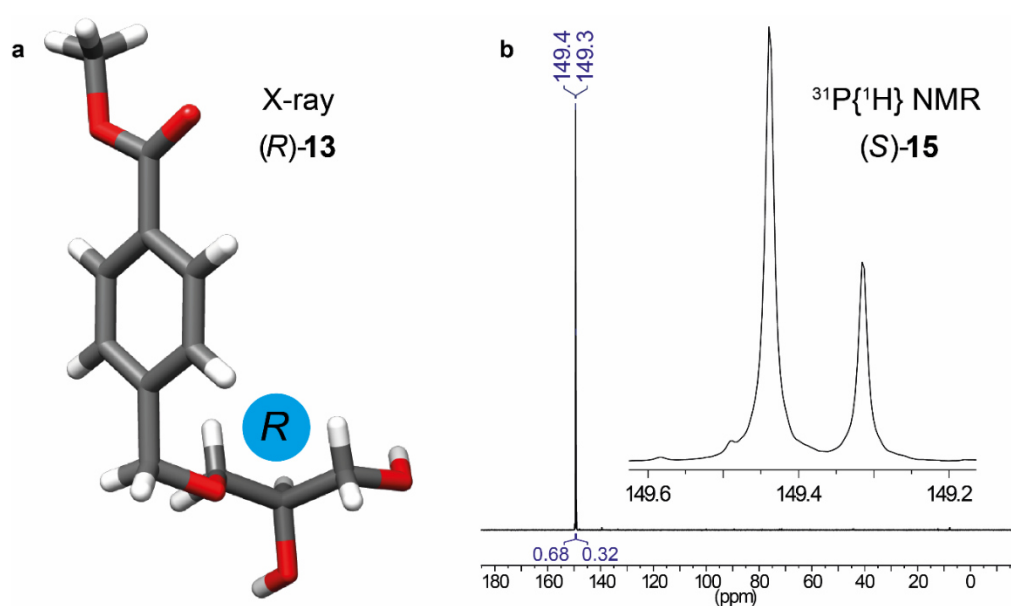 a
X-ray
(R)-13
R
b
149.4
149.3
³¹P{¹H} NMR
(S)-15
149.6 149.4 149.2
0.68 0.32
180 160 140 120 100 80 60 40 20 0
(ppm)